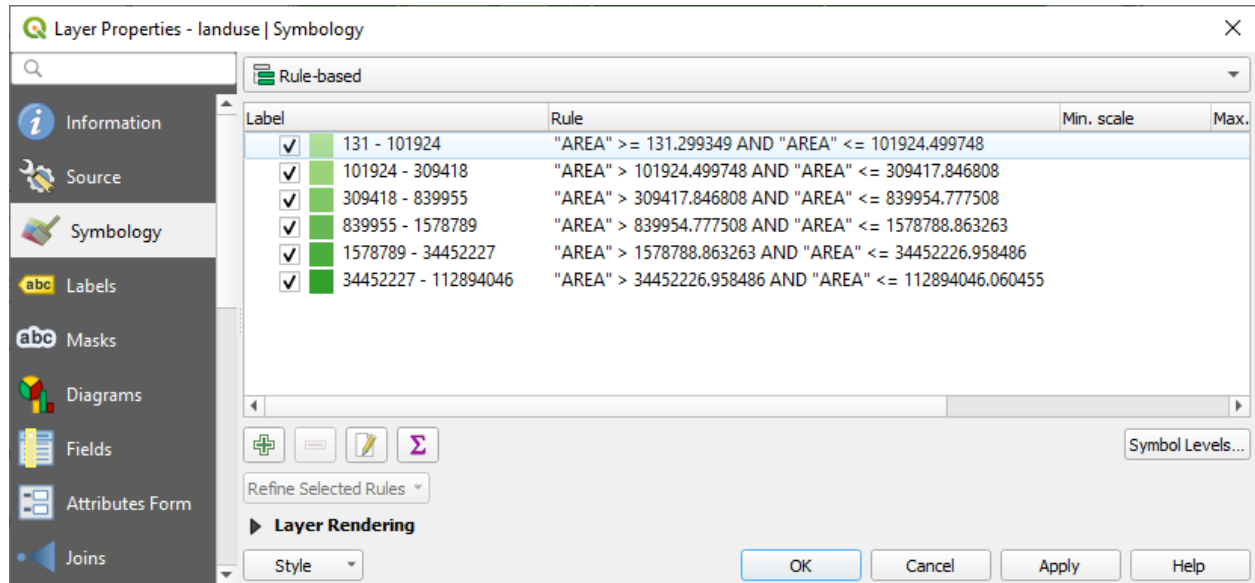 Layer Properties - landuse | Symbology
Rule-based
Information
Source
Symbology
abc Labels
abc Masks
Diagrams
Fields
Attributes Form
Joins
Label Rule Min. scale Max.
131 - 101924 "AREA" >= 131.299349 AND "AREA" <= 101924.499748
101924 - 309418 "AREA" > 101924.499748 AND "AREA" <= 309417.846808
309418 - 839955 "AREA" > 309417.846808 AND "AREA" <= 839954.777508
839955 - 1578789 "AREA" > 839954.777508 AND "AREA" <= 1578788.863263
1578789 - 34452227 "AREA" > 1578788.863263 AND "AREA" <= 34452226.958486
34452227 - 112894046 "AREA" > 34452226.958486 AND "AREA" <= 112894046.060455
Σ
Symbol Levels...
Refine Selected Rules
Layer Rendering
Style OK Cancel Apply Help